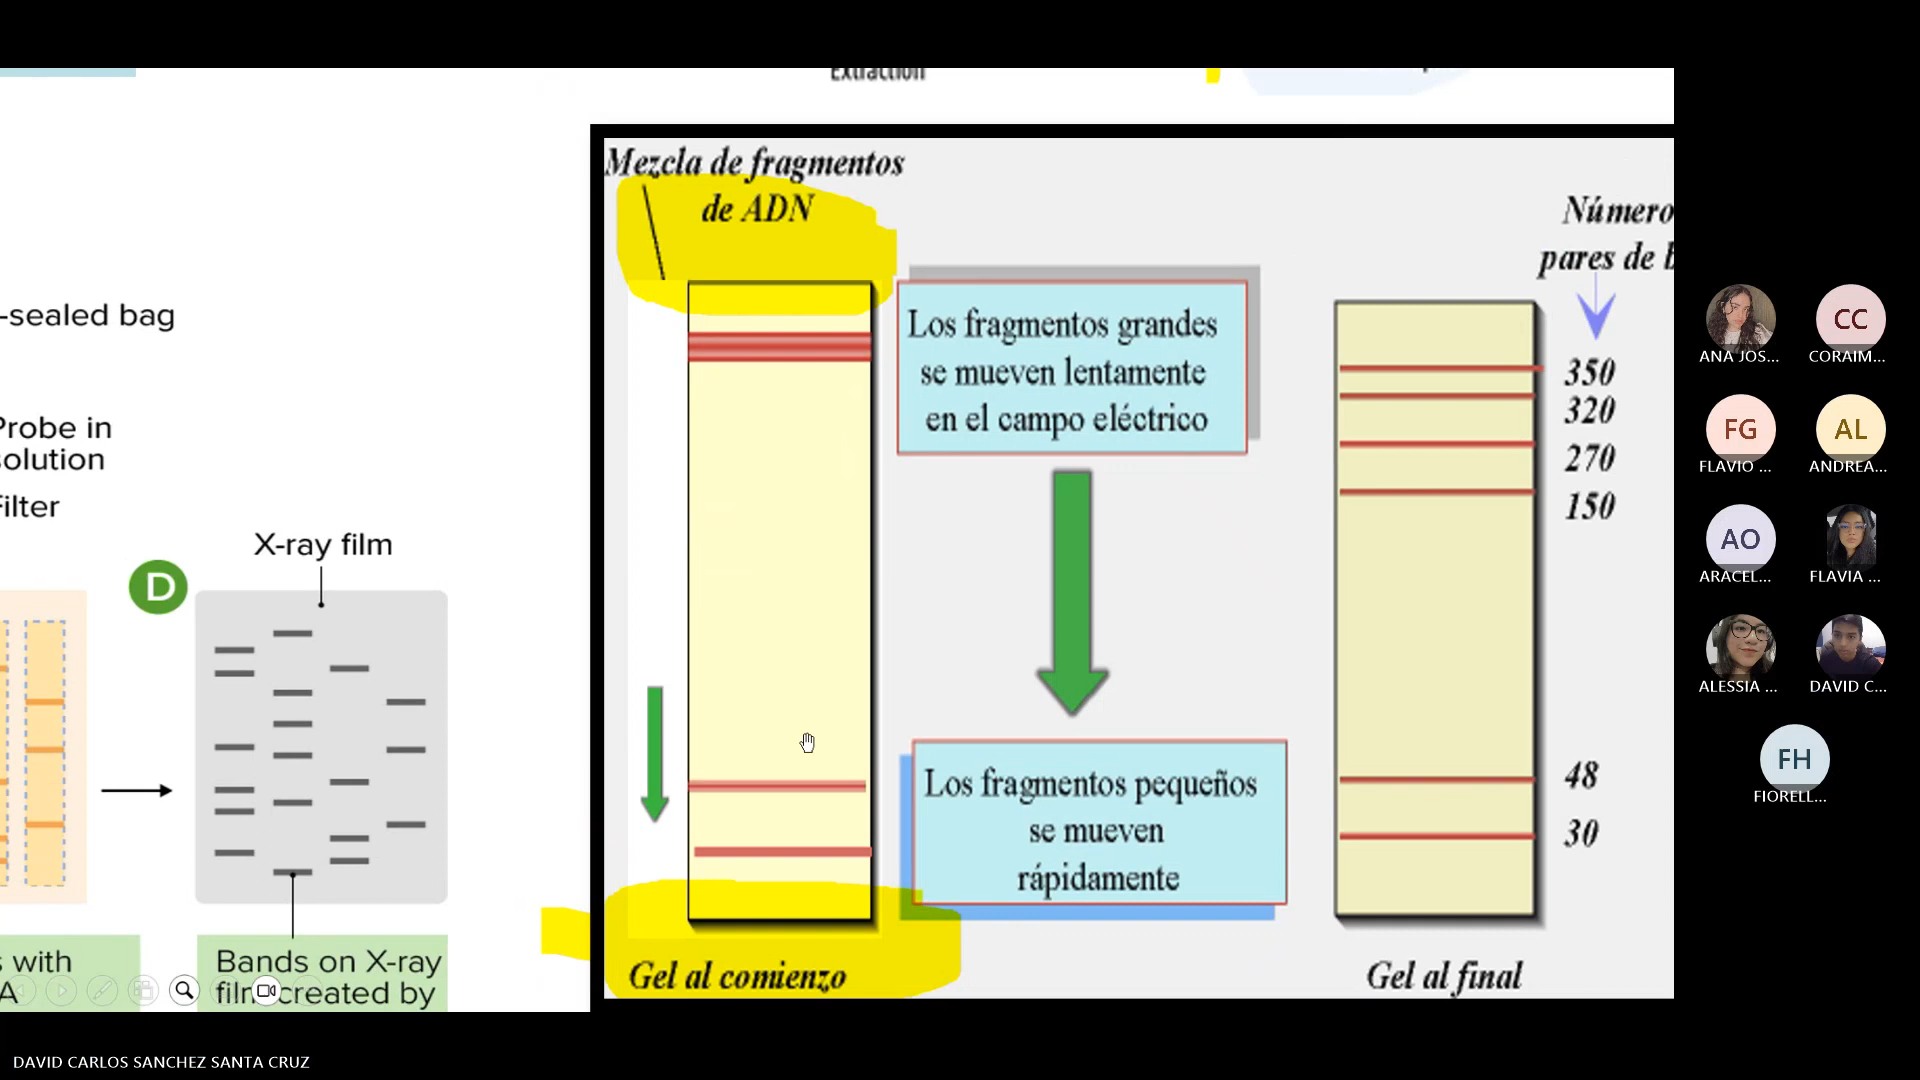 Extraction
-sealed bag
Probe in
solution
Filter
X-ray film
D
s with
A
Bands on X-ray
film created by
Mezcla de fragmentos
de ADN
Los fragmentos grandes
se mueven lentamente
en el campo eléctrico
Los fragmentos pequeños
se mueven
rápidamente
Gel al comienzo
Número
pares de b
350
320
270
150
48
30
Gel al final
ANA JOS...
CC
CORAIM...
FG
FLAVIO ...
AL
ANDREA...
AO
ARACEL...
FLAVIA ...
ALESSIA ...
DAVID C...
FH
FIORELL...
DAVID CARLOS SANCHEZ SANTA CRUZ